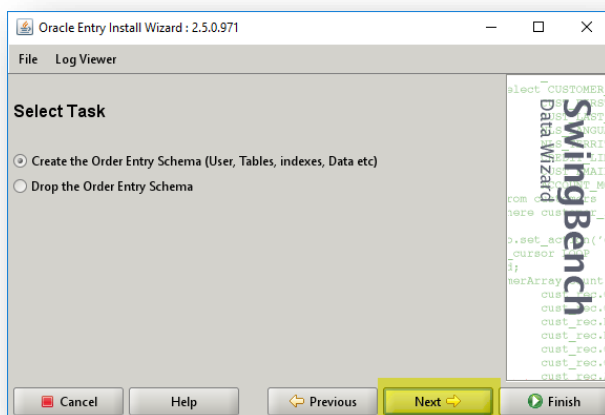 Oracle Entry Install Wizard : 2.5.0.971
File Log Viewer
Select Task
Create the Order Entry Schema (User, Tables, indexes, Data etc)
Drop the Order Entry Schema
SwingBench
Data Wizard
Cancel Help Previous Next Finish